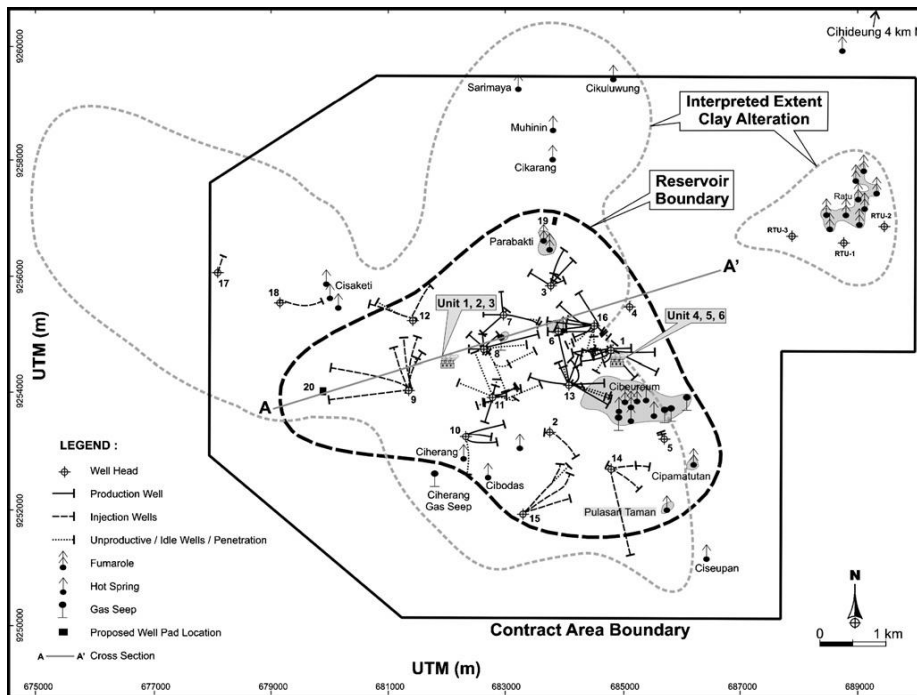 Cihideung 4 km N
9260000
Sarimaya
Cikuluwung
Interpreted Extent
Clay Alteration
Muhinin
9258000
Cikarang
Reservoir
Boundary
Ratu
RTU-2
19
Parabakti
RTU-3
RTU-1
A'
9256000
17
Cisaketi
3
18
Unit 1, 2, 3
4
12
7
16
Unit 4, 5, 6
6
8
1
UTM (m)
9254000
20
9
13
Cibeureum
A
11
LEGEND :
10
2
5
Well Head
Ciherang
14
Cipamatutan
Production Well
Ciherang
Gas Seep
Cibodas
9252000
Injection Wells
15
Pulasan Taman
Unproductive / Idle Wells / Penetration
Fumarole
Ciseupan
Hot Spring
Gas Seep
N
9250000
Proposed Well Pad Location
Contract Area Boundary
0 1 km
A A' Cross Section
UTM (m)
675000 677000 679000 681000 683000 685000 687000 689000